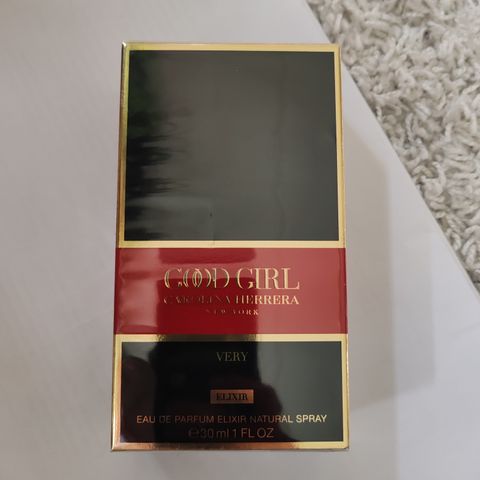 GOOD GIRL
CAROLINA HERRERA
NEW YORK
VERY
ELIXIR
EAU DE PARFUM ELIXIR NATURAL SPRAY
℮30 ml 1 FL OZ